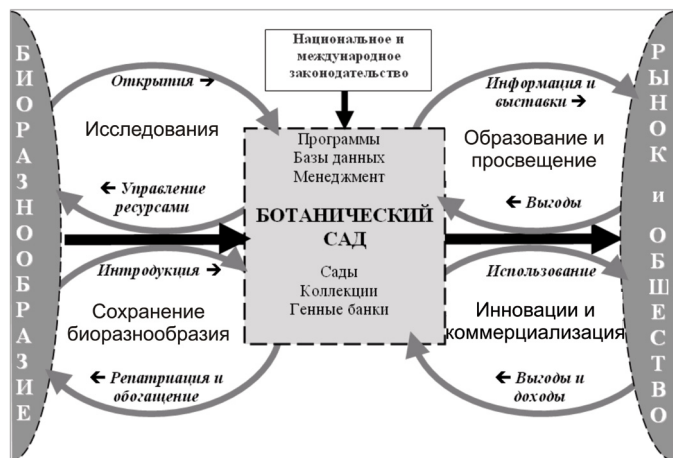 БИОРАЗНООБРАЗИЕ
Национальное и
международное
законодательство
Открытия →
Исследования
← Управление
ресурсами
Интродукция →
Сохранение
биоразнообразия
← Репатриация и
обогащение
Программы
Базы данных
Менеджмент
БОТАНИЧЕСКИЙ
САД
Сады
Коллекции
Генные банки
Информация и
выставки →
Образование и
просвещение
← Выгоды
Использование
Инновации и
коммерциализация
← Выгоды и
доходы
РЫНОК и ОБЩЕСТВО